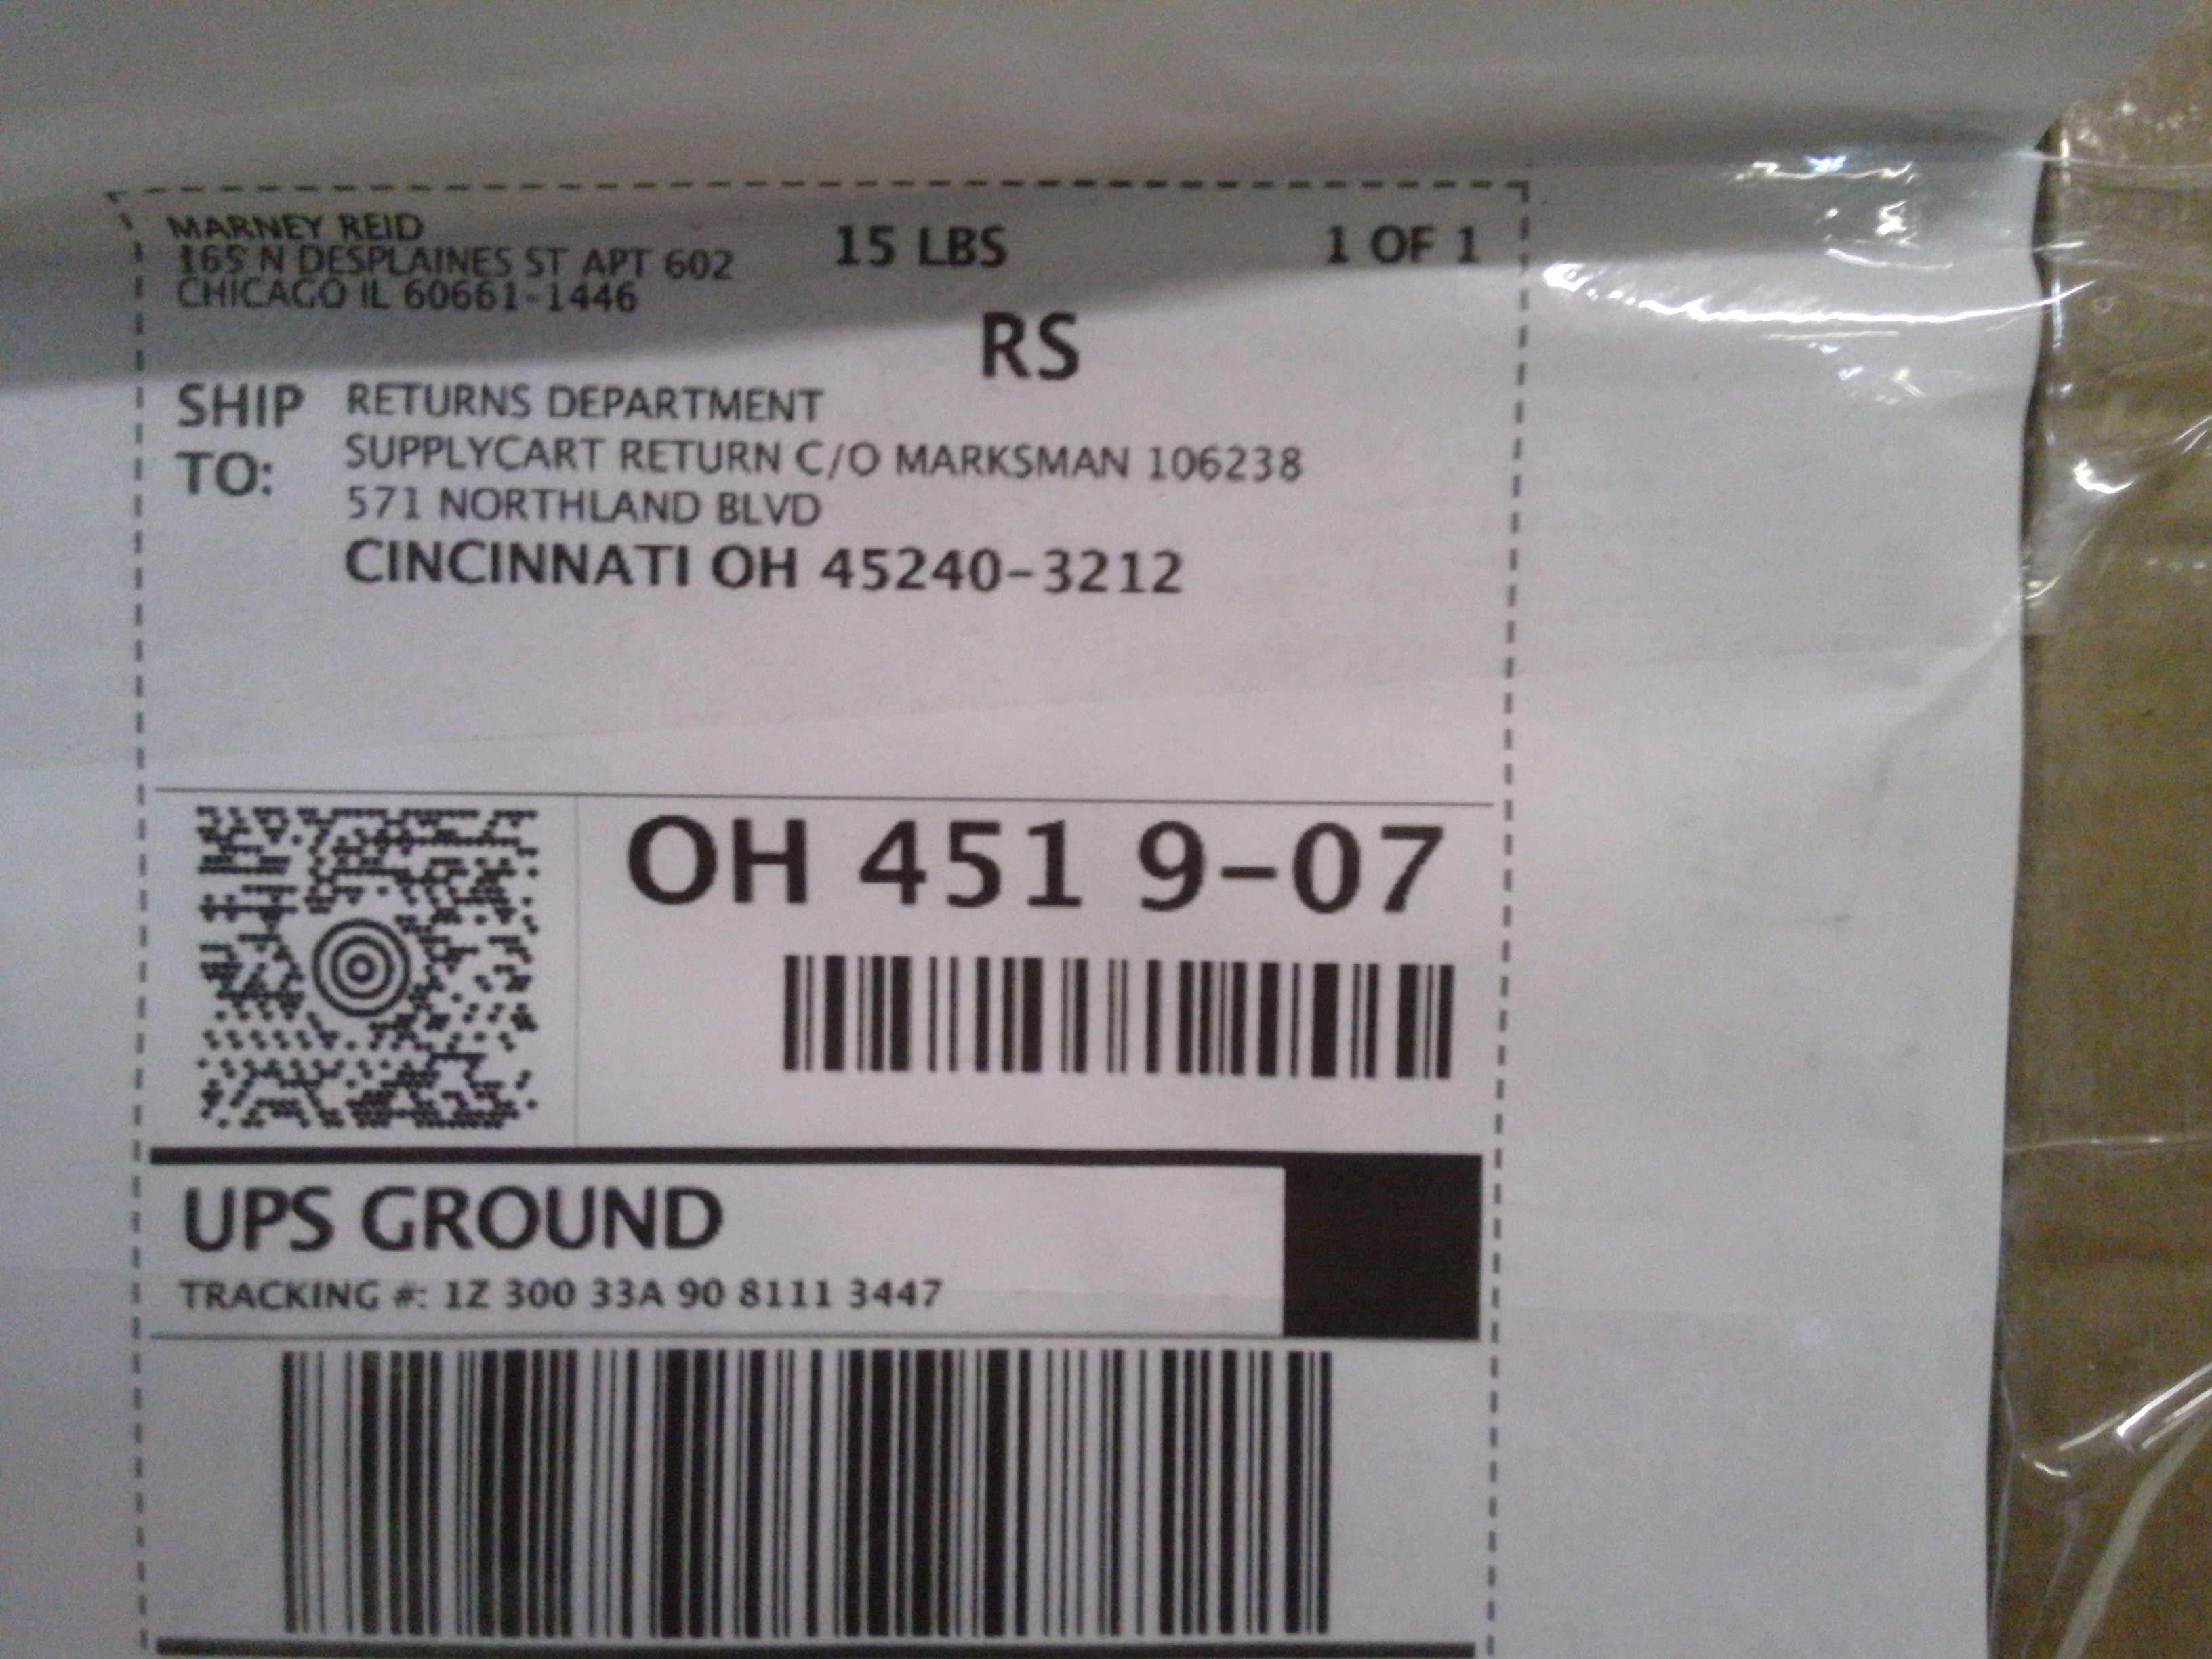 MARNEY REID
165 N DESPLAINES ST APT 602
CHICAGO IL 60661-1446
15 LBS
1 OF 1
RS
SHIP TO:
RETURNS DEPARTMENT
SUPPLYCART RETURN C/O MARKSMAN 106238
571 NORTHLAND BLVD
CINCINNATI OH 45240-3212
OH 451 9-07
UPS GROUND
TRACKING #: 1Z 300 33A 90 8111 3447